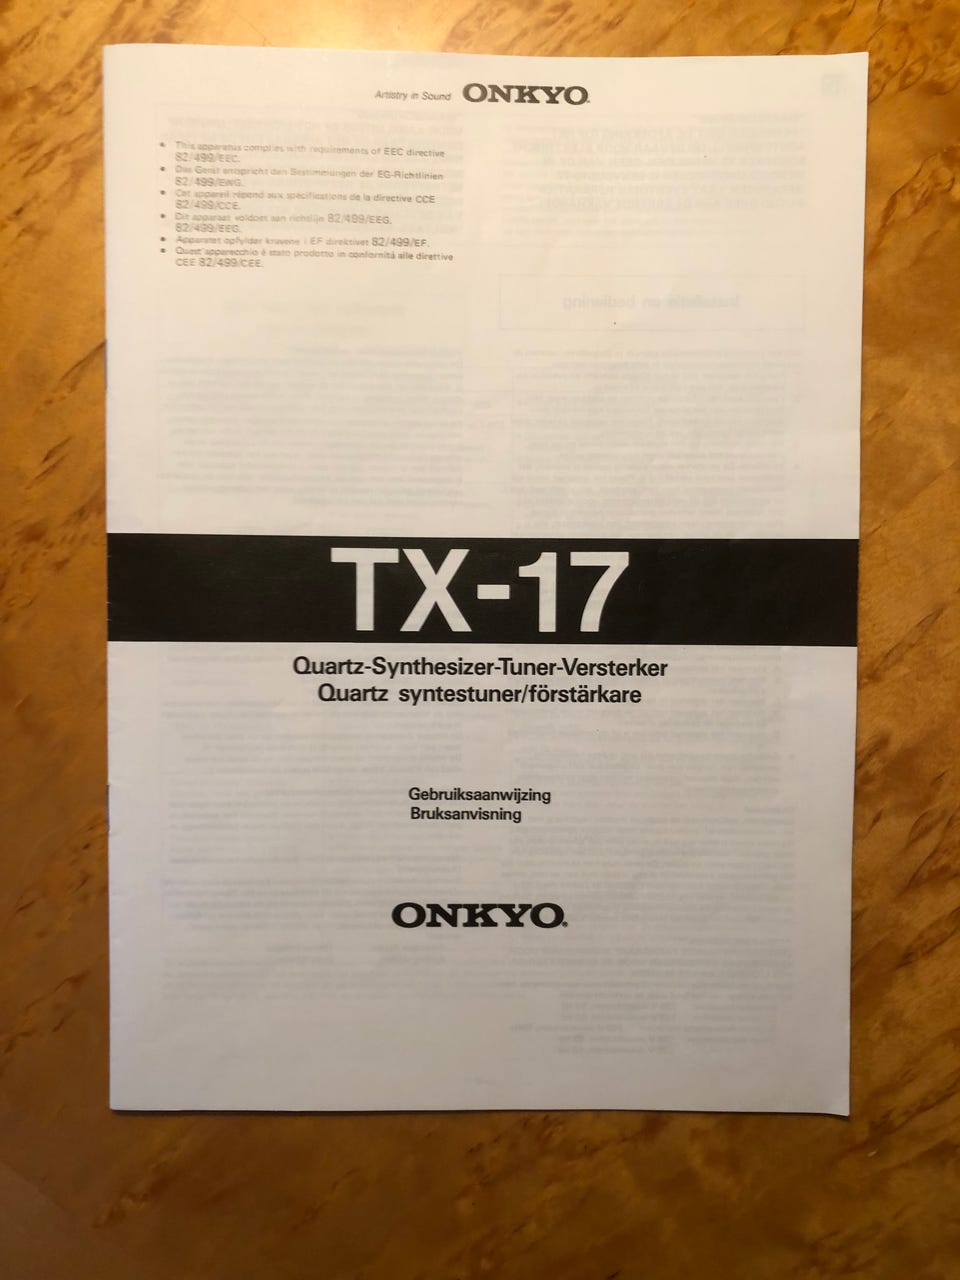 Artistry in Sound ONKYO®
• This apparatus complies with requirements of EEC directive
82/499/EEC.
• Das Gerät entspricht den Bestimmungen der EG-Richtlinien
82/499/EWG.
• Cet appareil répond aux spécifications de la directive CCE
82/499/CCE.
• Dit apparaat voldoet aan richtlijn 82/499/EEG.
82/499/EEG.
• Apparatet opfylder kravene i EF direktivet 82/499/EF.
• Quest'apparecchio é stato prodotto in conformitá alle direttive
CEE 82/499/CEE.
Installatie en bediening
TX-17
Quartz-Synthesizer-Tuner-Versterker
Quartz syntestuner/förstärkare
Gebruiksaanwijzing
Bruksanvisning
ONKYO®